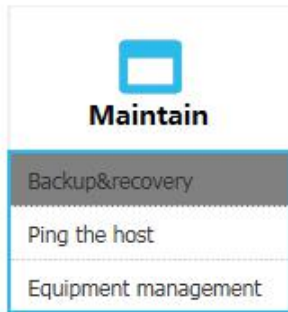 Maintain
Backup&recovery
Ping the host
Equipment management